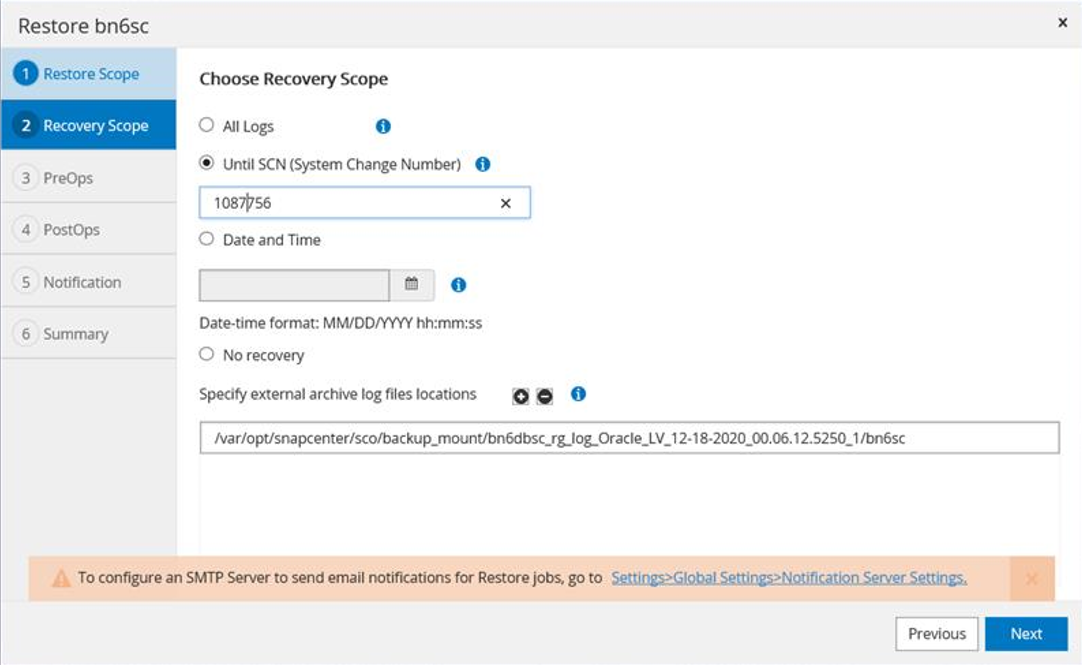 Restore bn6sc
×
1 Restore Scope
2 Recovery Scope
3 PreOps
4 PostOps
5 Notification
6 Summary
Choose Recovery Scope
All Logs
Until SCN (System Change Number)
1087756
Date and Time
Date-time format: MM/DD/YYYY hh:mm:ss
No recovery
Specify external archive log files locations
/var/opt/snapcenter/sco/backup_mount/bn6dbsc_rg_log_Oracle_LV_12-18-2020_00.06.12.5250_1/bn6sc
To configure an SMTP Server to send email notifications for Restore jobs, go to Settings>Global Settings>Notification Server Settings.
Previous
Next